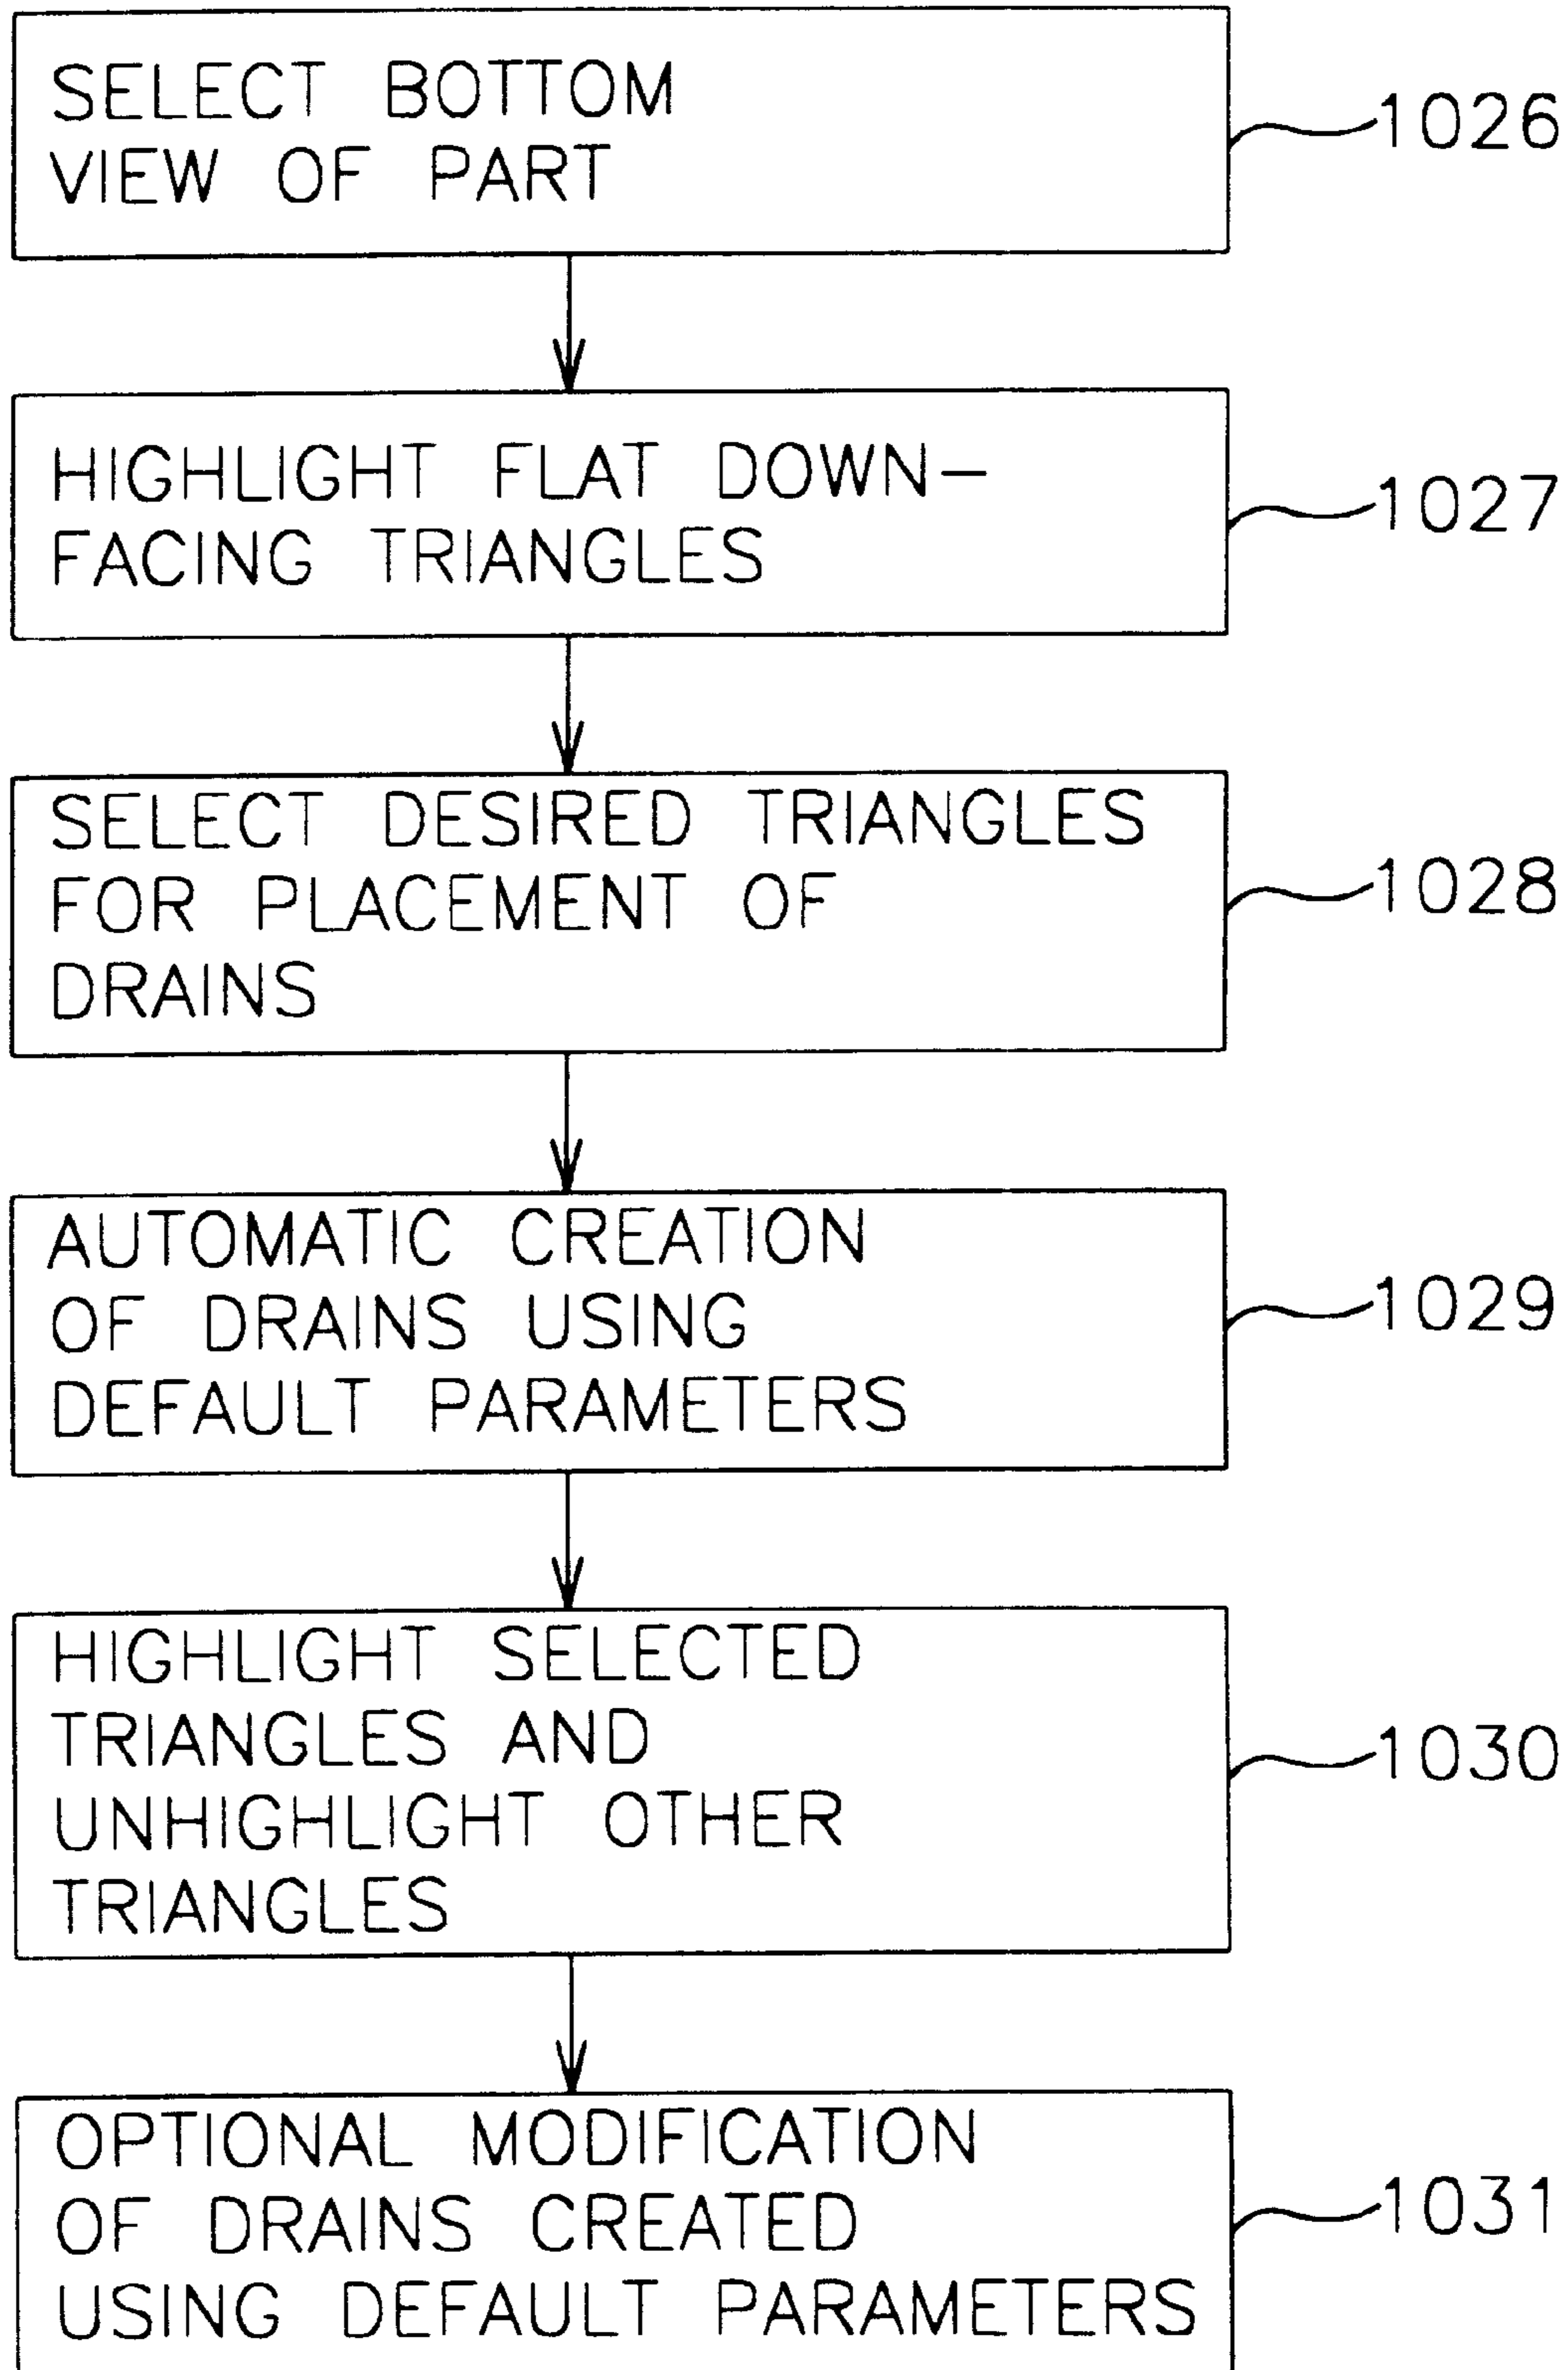 SELECT BOTTOM
VIEW OF PART
1026
HIGHLIGHT FLAT DOWN-
FACING TRIANGLES
1027
SELECT DESIRED TRIANGLES
FOR PLACEMENT OF
DRAINS
1028
AUTOMATIC CREATION
OF DRAINS USING
DEFAULT PARAMETERS
1029
HIGHLIGHT SELECTED
TRIANGLES AND
UNHIGHLIGHT OTHER
TRIANGLES
1030
OPTIONAL MODIFICATION
OF DRAINS CREATED
USING DEFAULT PARAMETERS
1031